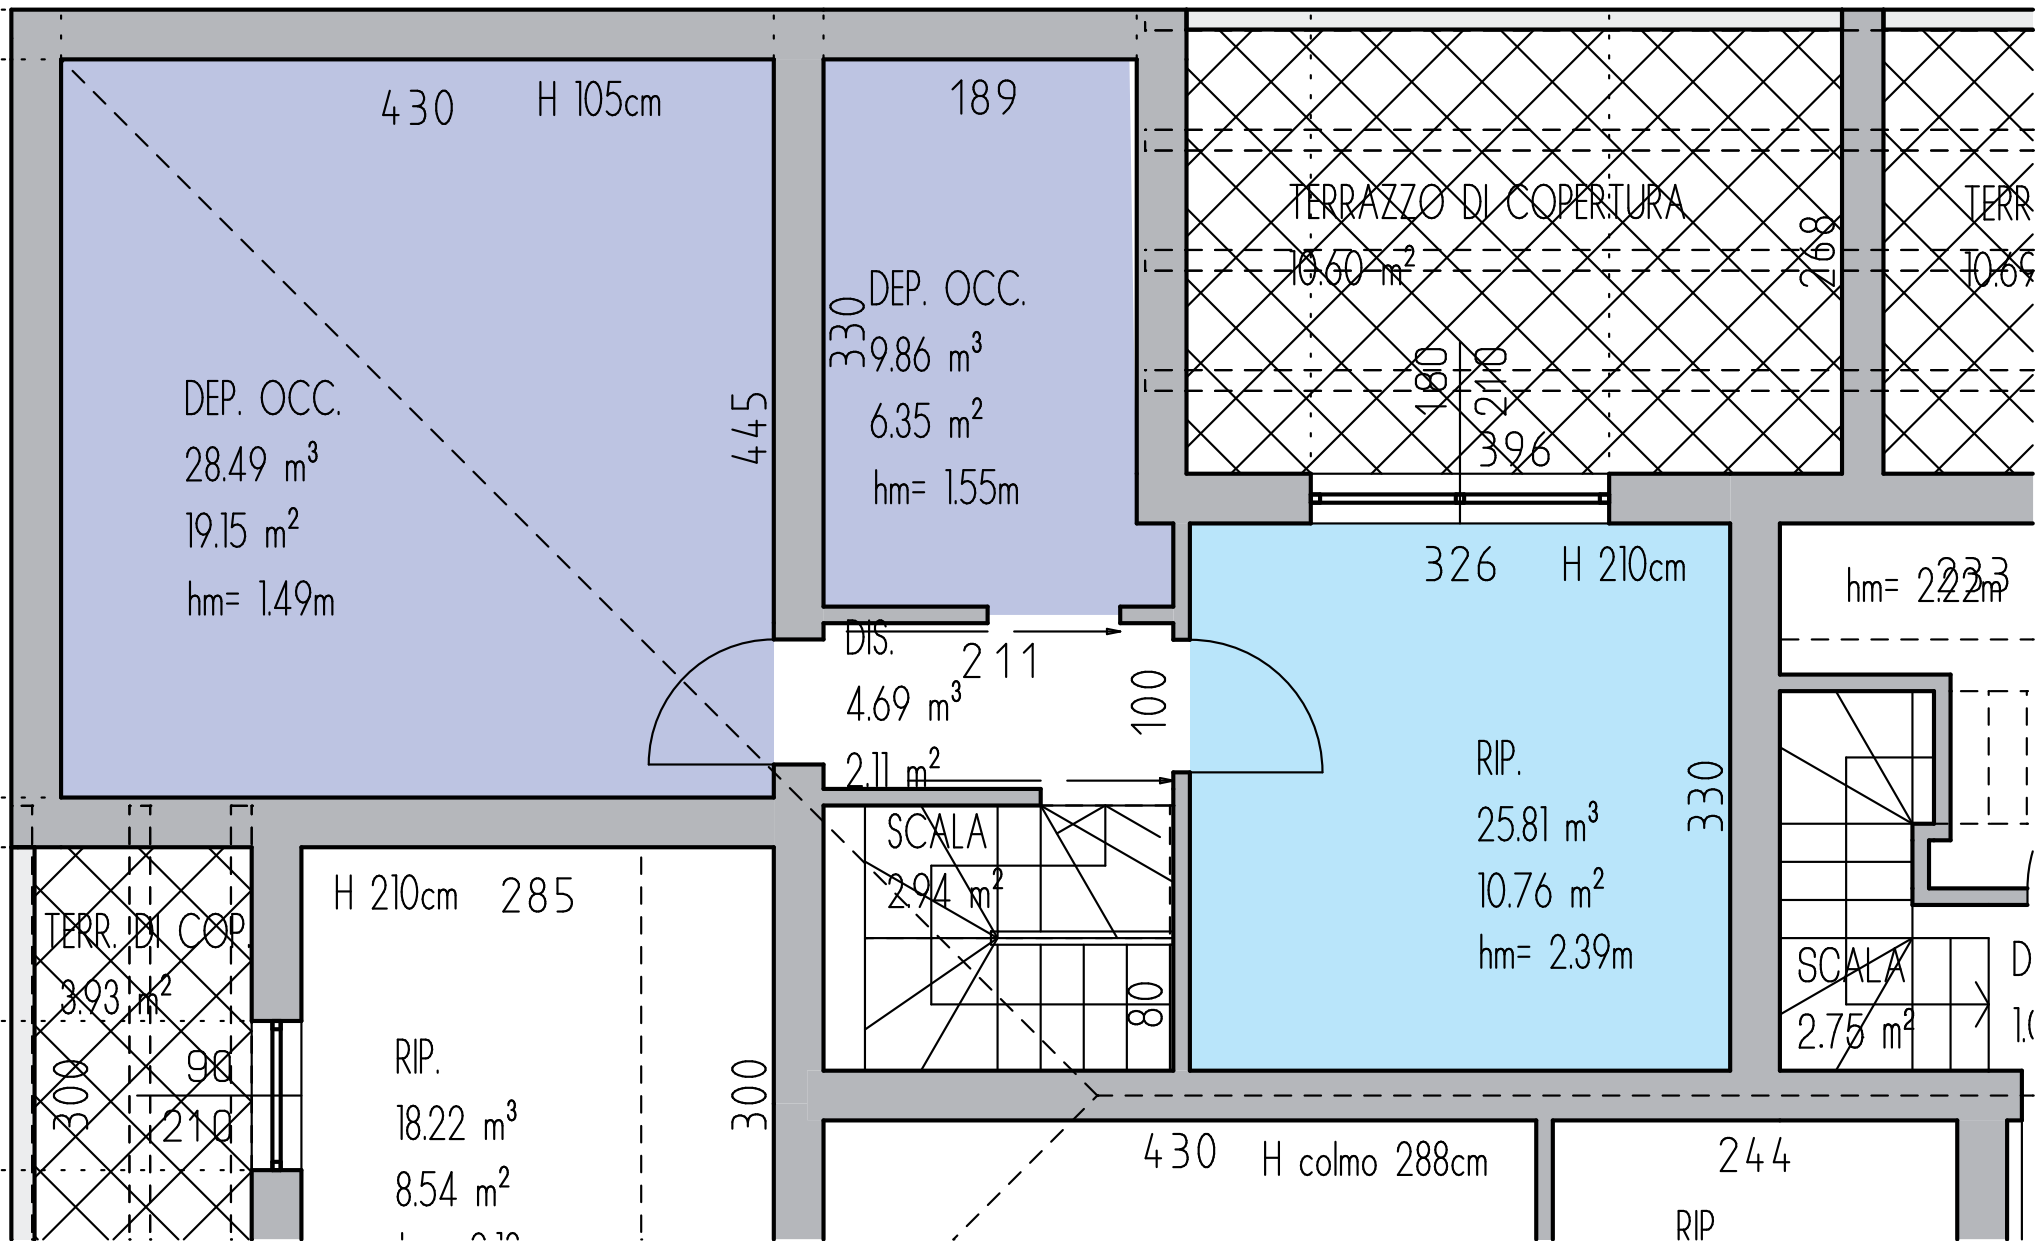 430
H 105cm
DEP. OCC.
28.49 m³
19.15 m²
hm= 1.49m
445
189
330
DEP. OCC.
9.86 m³
6.35 m²
hm= 1.55m
TERRAZZO DI COPERTURA
10.60 m²
268
180
210
396
TERR
10.69
DIS.
4.69 m³
2.11 m²
211
100
326
H 210cm
RIP.
25.81 m³
10.76 m²
hm= 2.39m
330
233
hm= 2.22m
SCALA
2.94 m²
80
SCALA
2.75 m²
D
H 210cm
285
TERR. DI COP.
3.93 m²
300
90
210
RIP.
18.22 m³
8.54 m²
300
430
H colmo 288cm
244
RIP